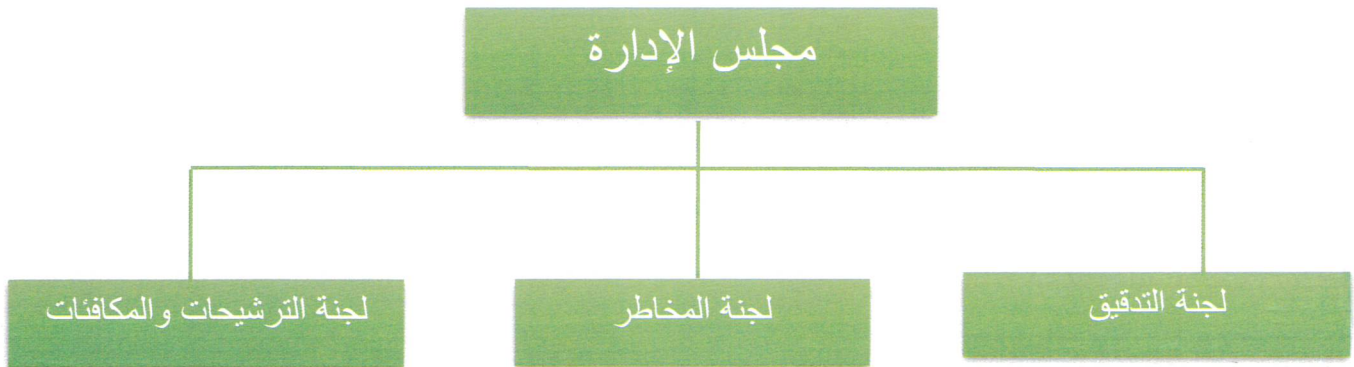 مجلس الإدارة
لجنة التدقيق
لجنة المخاطر
لجنة الترشيحات والمكافئات